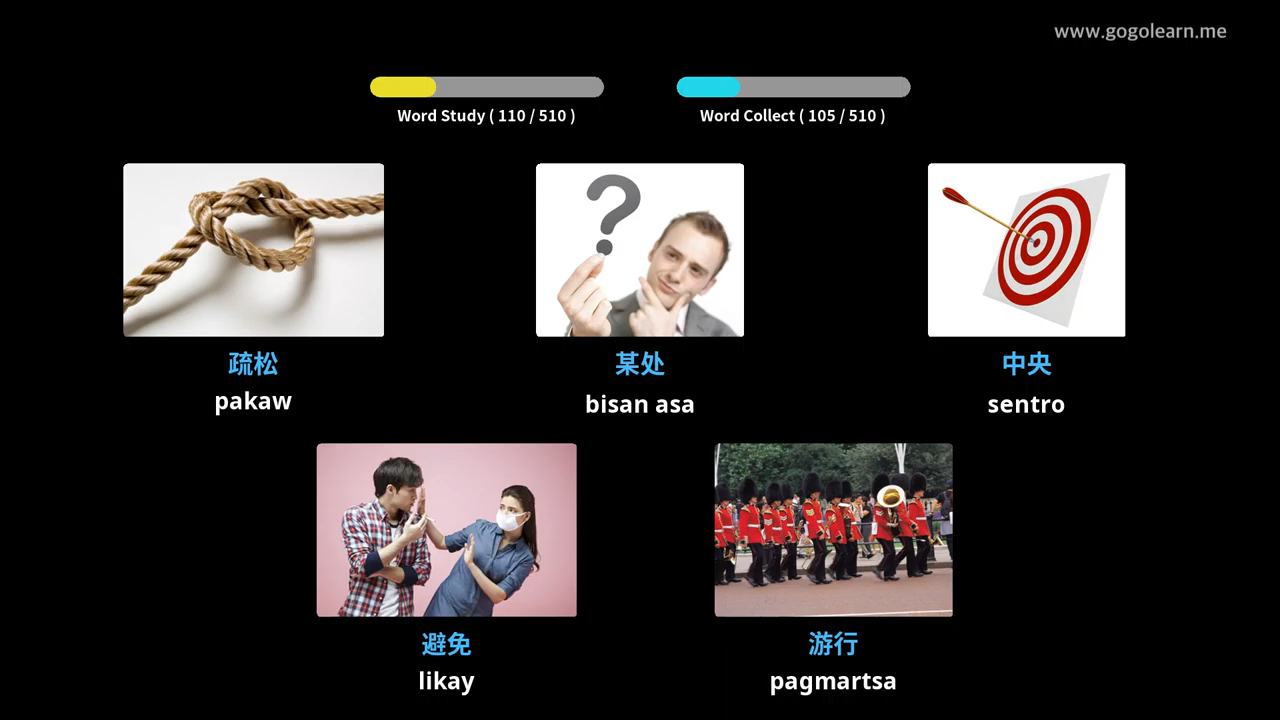 www.gogolearn.me
Word Study ( 110 / 510 )
Word Collect ( 105 / 510 )
疏松
某处
中央
pakaw
bisan asa
sentro
避免
游行
likay
pagmartsa